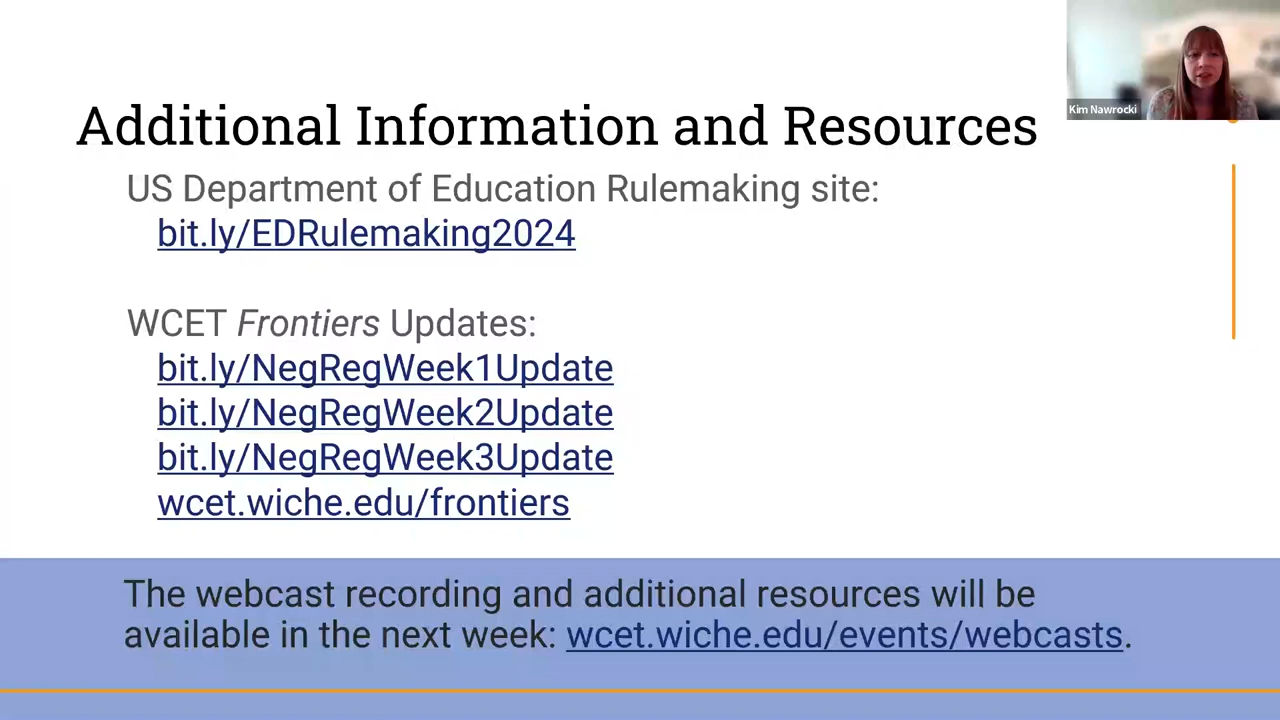 Kim Nawrocki
Additional Information and Resources
US Department of Education Rulemaking site:
bit.ly/EDRulemaking2024
WCET Frontiers Updates:
bit.ly/NegRegWeek1Update
bit.ly/NegRegWeek2Update
bit.ly/NegRegWeek3Update
wcet.wiche.edu/frontiers
The webcast recording and additional resources will be
available in the next week: wcet.wiche.edu/events/webcasts.